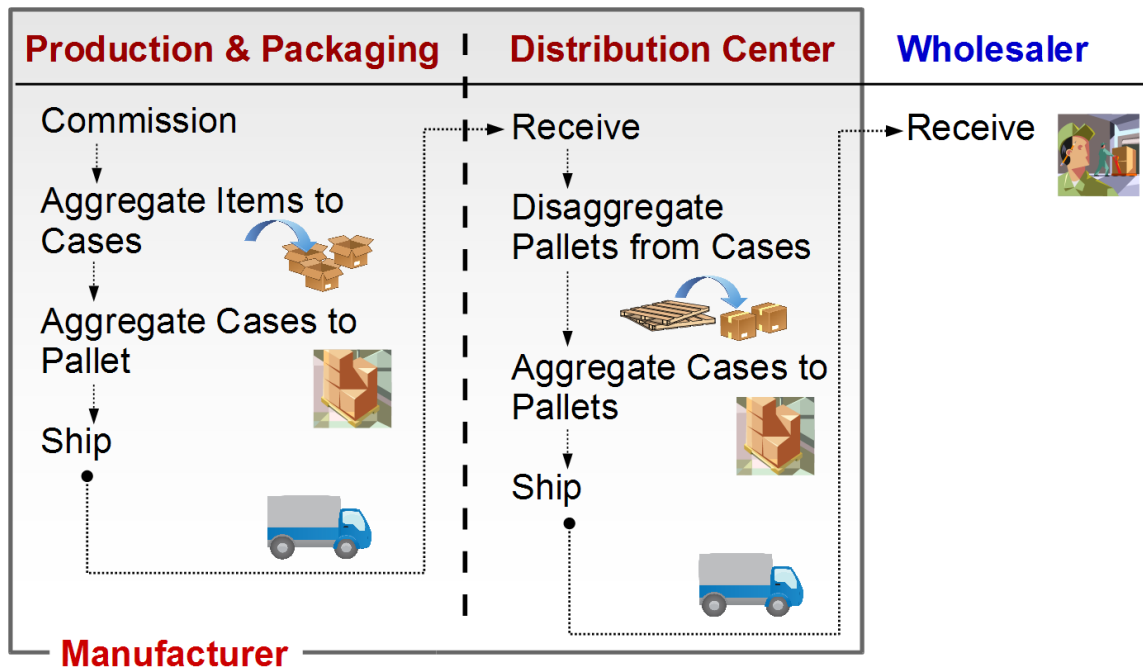 Production & Packaging
Distribution Center
Wholesaler
Commission
Aggregate Items to
Cases
Aggregate Cases to
Pallet
Ship
Receive
Disaggregate
Pallets from Cases
Aggregate Cases to
Pallets
Ship
Receive
Manufacturer